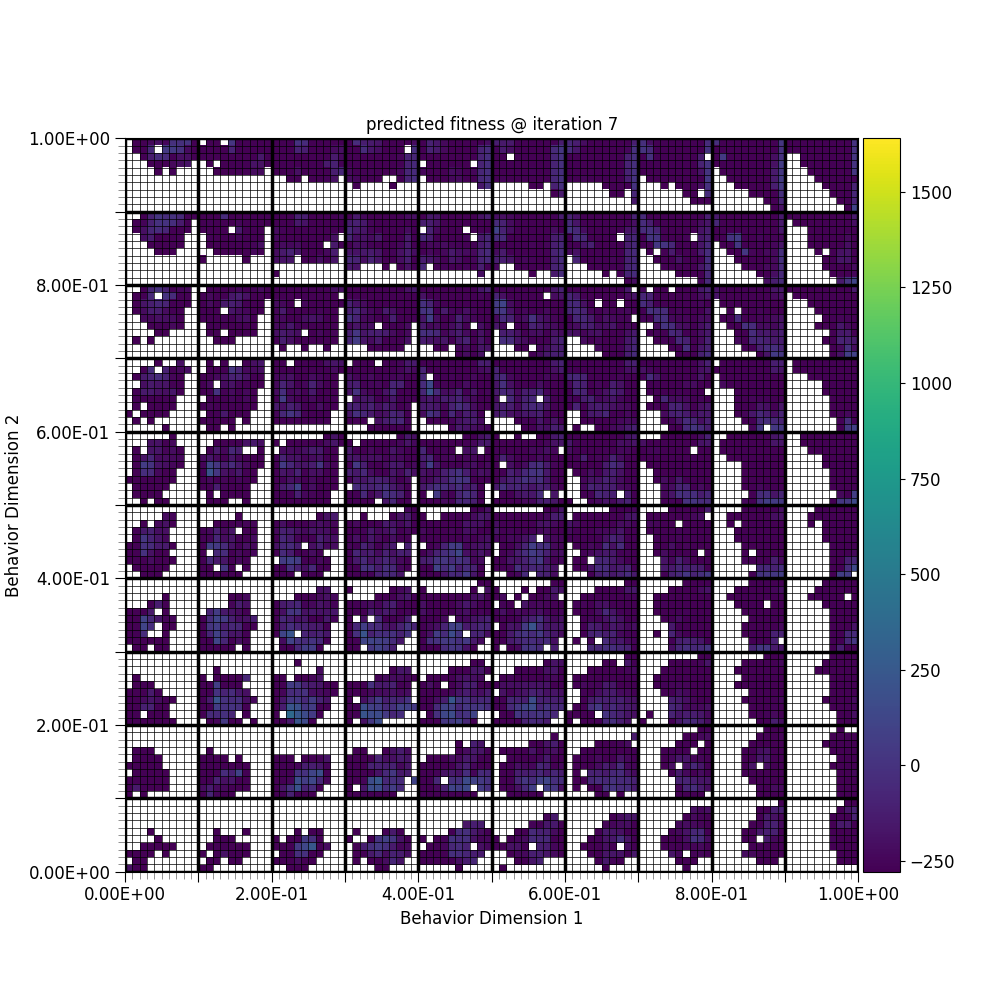 predicted fitness @ iteration 7
1.00E+00
8.00E-01
6.00E-01
4.00E-01
2.00E-01
0.00E+00
Behavior Dimension 2
0.00E+00 2.00E-01 4.00E-01 6.00E-01 8.00E-01 1.00E+00
Behavior Dimension 1
1500
1250
1000
750
500
250
0
−250